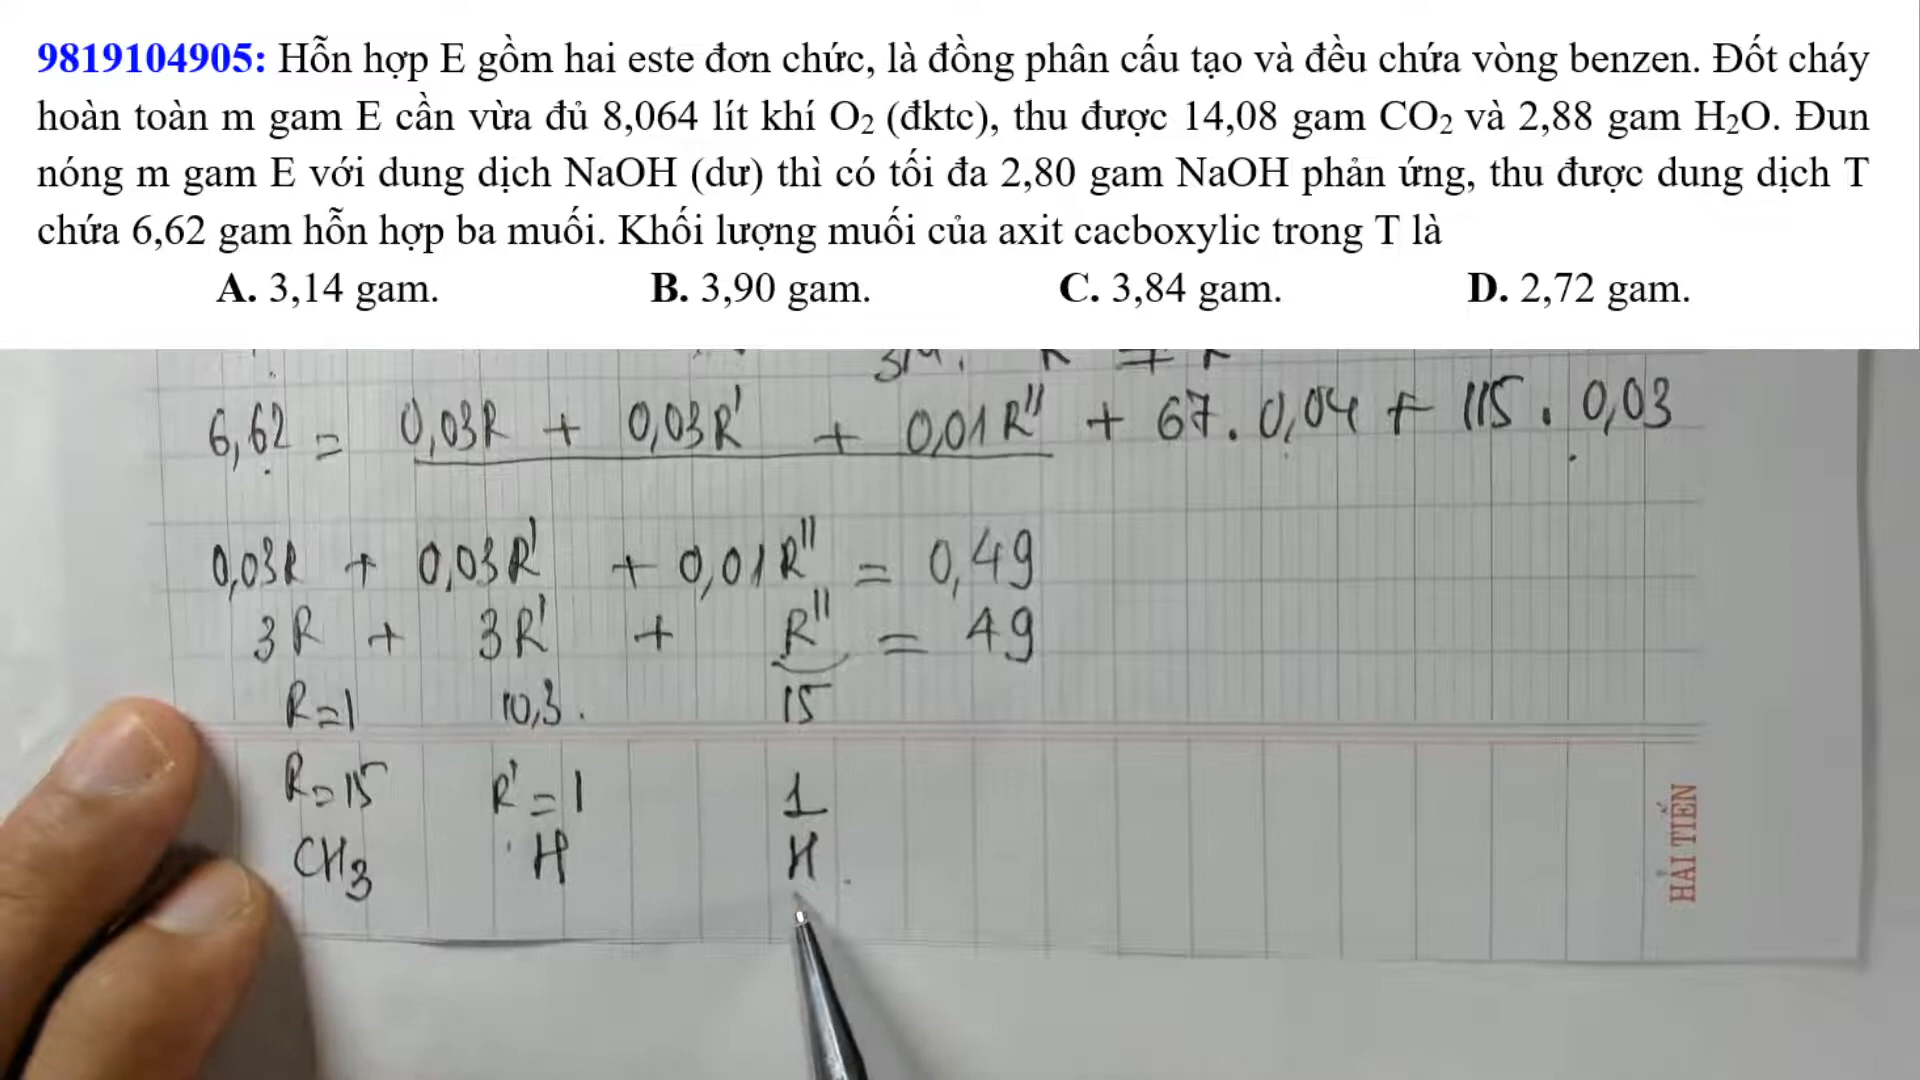 9819104905: Hỗn hợp E gồm hai este đơn chức, là đồng phân cấu tạo và đều chứa vòng benzen. Đốt cháy
hoàn toàn m gam E cần vừa đủ 8,064 lít khí O₂ (đktc), thu được 14,08 gam CO₂ và 2,88 gam H₂O. Đun
nóng m gam E với dung dịch NaOH (dư) thì có tối đa 2,80 gam NaOH phản ứng, thu được dung dịch T
chứa 6,62 gam hỗn hợp ba muối. Khối lượng muối của axit cacboxylic trong T là
A. 3,14 gam. B. 3,90 gam. C. 3,84 gam. D. 2,72 gam.
6,62 = 0,03R + 0,03R' + 0,01R'' + 67. 0,04 + 115. 0,03
0,03R + 0,03R' + 0,01R'' = 0,49
3R + 3R' + R'' = 49
R=1 10,3. 15
R=15 R'=1 1
CH₃ H H
HẢI TIẾN